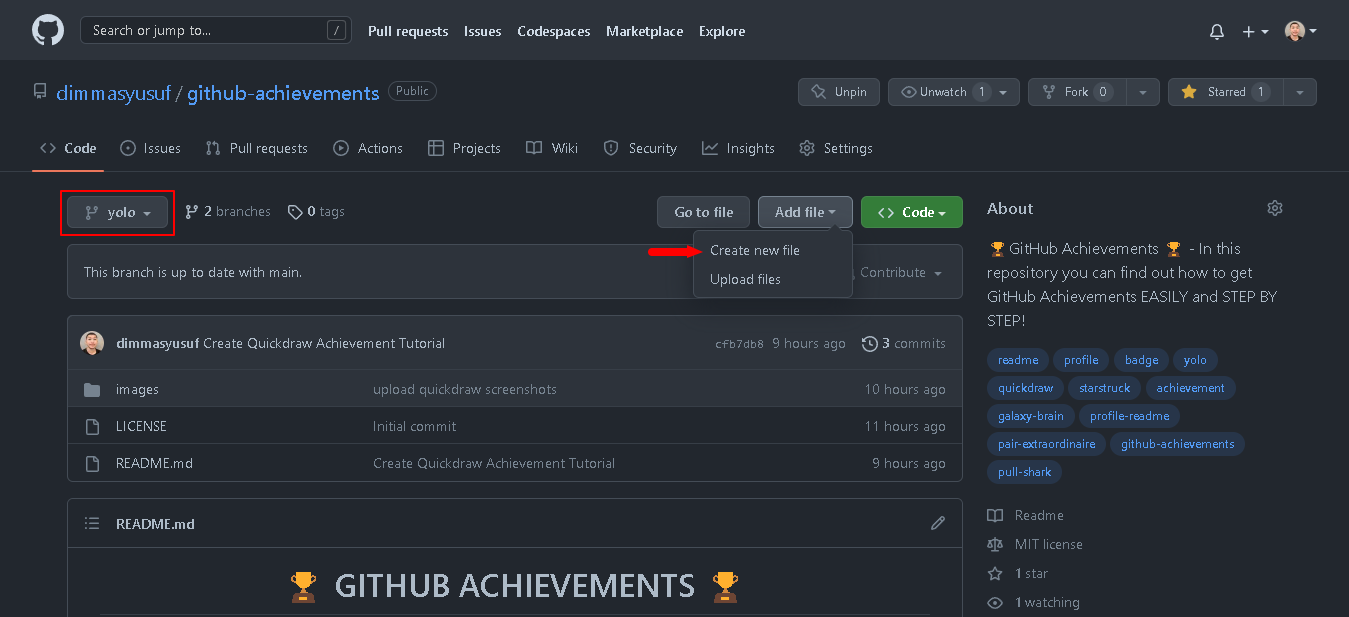 Search or jump to... /
Pull requests Issues Codespaces Marketplace Explore
dimmasyusuf / github-achievements Public
Unpin Unwatch 1 Fork 0 Starred 1
Code Issues Pull requests Actions Projects Wiki Security Insights Settings
yolo 2 branches 0 tags Go to file Add file Code
Create new file
Upload files
This branch is up to date with main. Contribute
dimmasyusuf Create Quickdraw Achievement Tutorial cfb7db8 9 hours ago 3 commits
images upload quickdraw screenshots 10 hours ago
LICENSE Initial commit 11 hours ago
README.md Create Quickdraw Achievement Tutorial 9 hours ago
README.md
🏆 GITHUB ACHIEVEMENTS 🏆
About
🏆 GitHub Achievements 🏆 - In this
repository you can find out how to get
GitHub Achievements EASILY and STEP BY
STEP!
readme profile badge yolo
quickdraw starstruck achievement
galaxy-brain profile-readme
pair-extraordinaire github-achievements
pull-shark
Readme
MIT license
1 star
1 watching